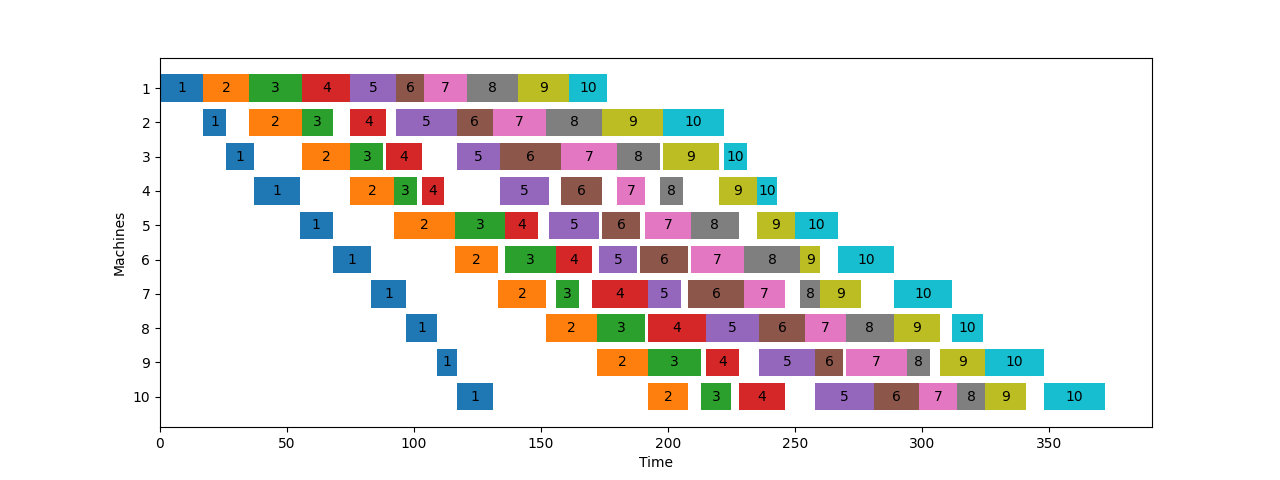 1 1 2 3 4 5 6 7 8 9 10
2 1 2 3 4 5 6 7 8 9 10
3 1 2 3 4 5 6 7 8 9 10
4 1 2 3 4 5 6 7 8 9 10
5 1 2 3 4 5 6 7 8 9 10
6 1 2 3 4 5 6 7 8 9 10
7 1 2 3 4 5 6 7 8 9 10
8 1 2 3 4 5 6 7 8 9 10
9 1 2 3 4 5 6 7 8 9 10
10 1 2 3 4 5 6 7 8 9 10
Machines
0 50 100 150 200 250 300 350
Time